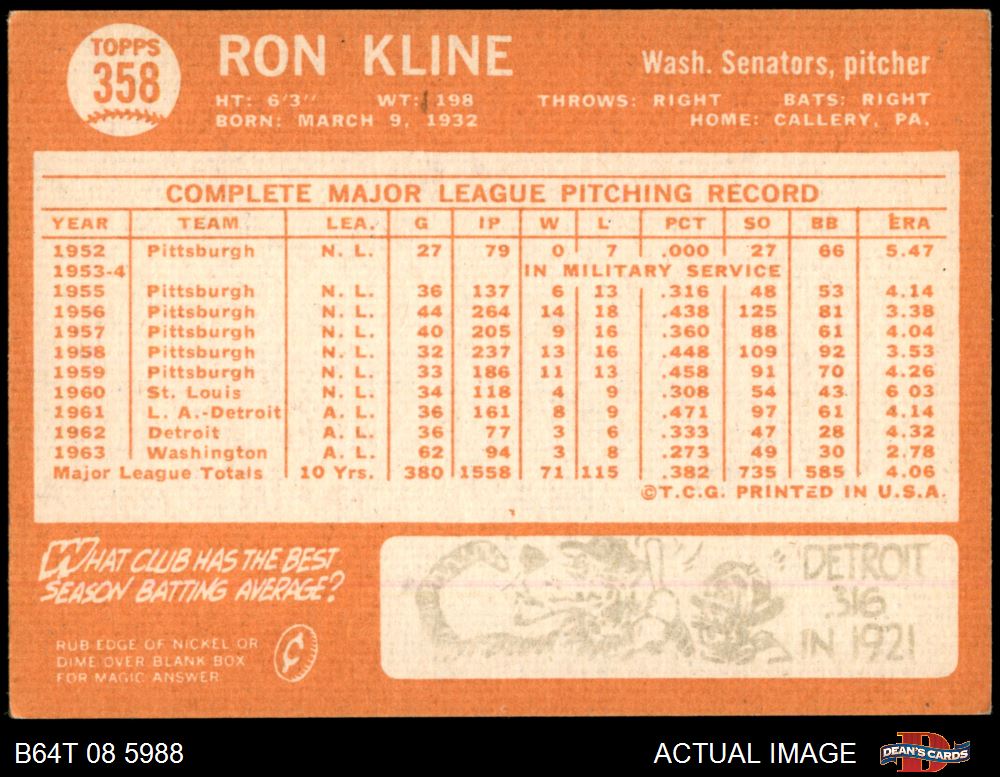 TOPPS
358
RON KLINE
Wash. Senators, pitcher
HT: 6'3" WT: 198 THROWS: RIGHT BATS: RIGHT
BORN: MARCH 9, 1932 HOME: CALLERY, PA.
COMPLETE MAJOR LEAGUE PITCHING RECORD
YEAR TEAM LEA. G IP W L PCT SO BB ERA
1952 Pittsburgh N. L. 27 79 0 7 .000 27 66 5.47
1953-4 IN MILITARY SERVICE
1955 Pittsburgh N. L. 36 137 6 13 .316 48 53 4.14
1956 Pittsburgh N. L. 44 264 14 18 .438 125 81 3.38
1957 Pittsburgh N. L. 40 205 9 16 .360 88 61 4.04
1958 Pittsburgh N. L. 32 237 13 16 .448 109 92 3.53
1959 Pittsburgh N. L. 33 186 11 13 .458 91 70 4.26
1960 St. Louis N. L. 34 118 4 9 .308 54 43 6 03
1961 L. A.-Detroit A. L. 36 161 8 9 .471 97 61 4.14
1962 Detroit A. L. 36 77 3 6 .333 47 28 4.32
1963 Washington A. L. 62 94 3 8 .273 49 30 2.78
Major League Totals 10 Yrs. 380 1558 71 115 .382 735 585 4.06
©T.C.G. PRINTED IN U.S.A.
WHAT CLUB HAS THE BEST
SEASON BATTING AVERAGE?
RUB EDGE OF NICKEL OR
DIME OVER BLANK BOX
FOR MAGIC ANSWER
¢
DETROIT
.316
IN 1921
B64T 08 5988
ACTUAL IMAGE
DEAN'S CARDS